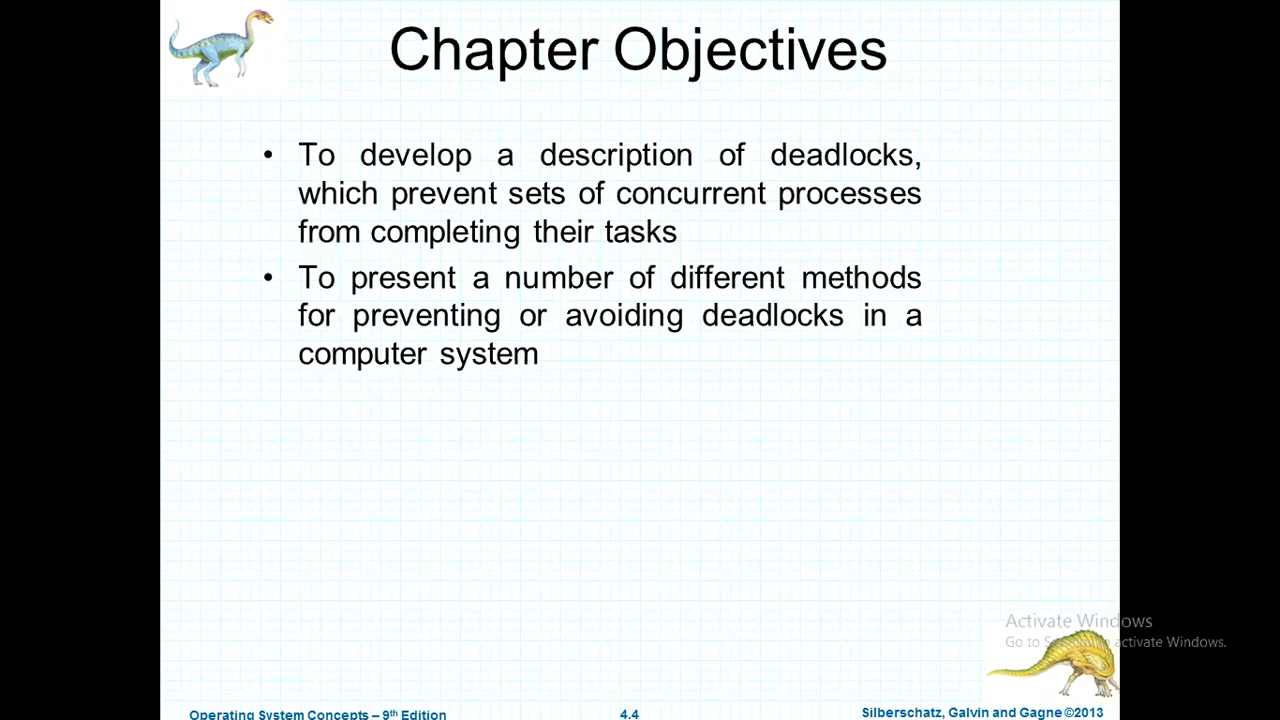 Chapter Objectives
• To develop a description of deadlocks,
which prevent sets of concurrent processes
from completing their tasks
• To present a number of different methods
for preventing or avoiding deadlocks in a
computer system
Activate Windows
Go to activate Windows.
Operating System Concepts – 9th Edition
4.4
Silberschatz, Galvin and Gagne ©2013